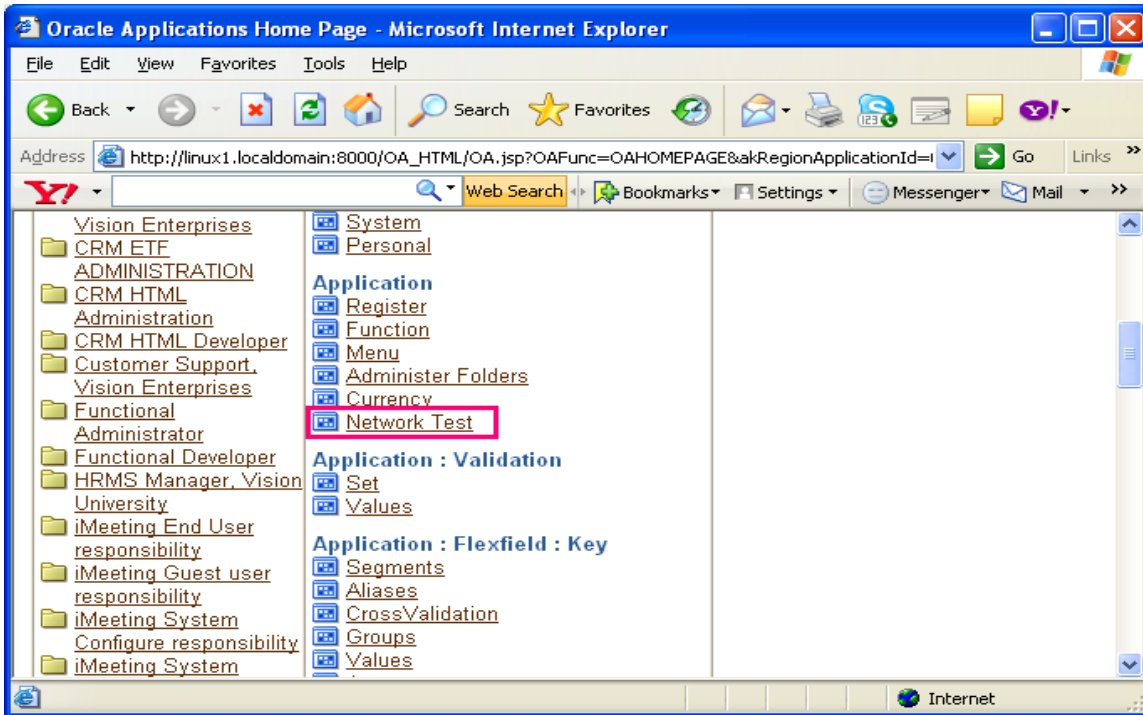 Oracle Applications Home Page - Microsoft Internet Explorer
File Edit View Favorites Tools Help
Back Search Favorites
Address http://linux1.localdomain:8000/OA_HTML/OA.jsp?OAFunc=OAHOMEPAGE&akRegionApplicationId= Go Links »
Y! Web Search Bookmarks Settings Messenger Mail »
Vision Enterprises
CRM ETF
ADMINISTRATION
CRM HTML
Administration
CRM HTML Developer
Customer Support,
Vision Enterprises
Functional
Administrator
Functional Developer
HRMS Manager, Vision
University
iMeeting End User
responsibility
iMeeting Guest user
responsibility
iMeeting System
Configure responsibility
iMeeting System
System
Personal
Application
Register
Function
Menu
Administer Folders
Currency
Network Test
Application : Validation
Set
Values
Application : Flexfield : Key
Segments
Aliases
CrossValidation
Groups
Values
Internet